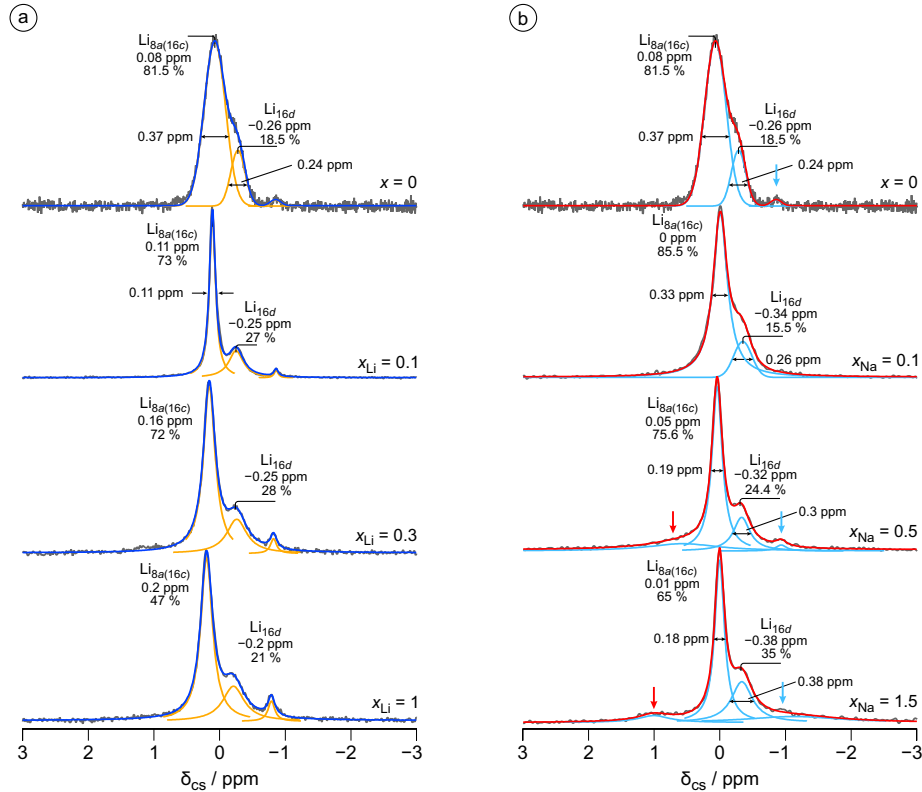 a
Li8a(16c)
0.08 ppm
81.5 %
Li16d
−0.26 ppm
18.5%
0.37 ppm
0.24 ppm
x = 0
Li8a(16c)
0.11 ppm
73 %
0.11 ppm
Li16d
−0.25 ppm
27 %
xLi = 0.1
Li8a(16c)
0.16 ppm
72 %
Li16d
−0.25 ppm
28 %
xLi = 0.3
Li8a(16c)
0.2 ppm
47 %
Li16d
−0.2 ppm
21 %
xLi = 1
3 2 1 0 −1 −2 −3
δcs / ppm
b
Li8a(16c)
0.08 ppm
81.5 %
Li16d
−0.26 ppm
18.5%
0.37 ppm
0.24 ppm
x = 0
Li8a(16c)
0 ppm
85.5 %
0.33 ppm
Li16d
−0.34 ppm
15.5 %
0.26 ppm
xNa = 0.1
Li8a(16c)
0.05 ppm
75.6 %
0.19 ppm
Li16d
−0.32 ppm
24.4 %
0.3 ppm
xNa = 0.5
Li8a(16c)
0.01 ppm
65 %
0.18 ppm
Li16d
−0.38 ppm
35 %
0.38 ppm
xNa = 1.5
3 2 1 0 −1 −2 −3
δcs / ppm